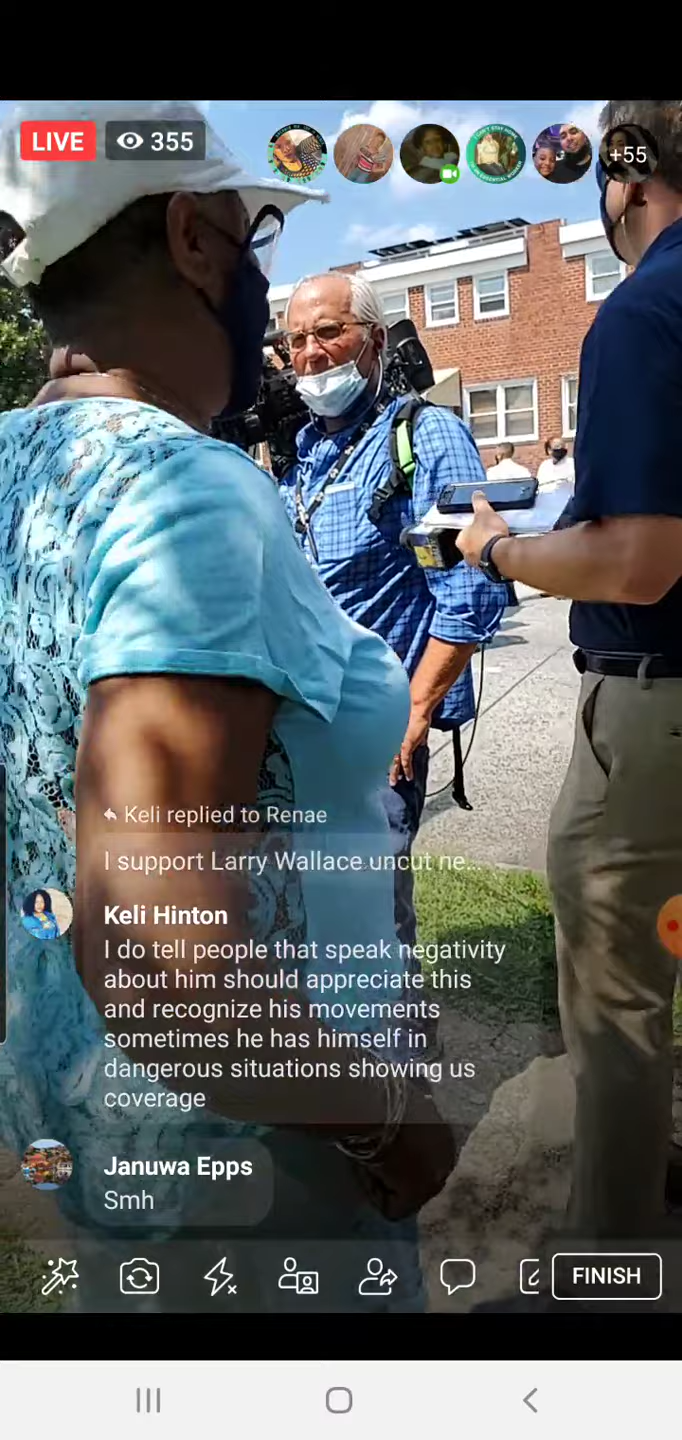 LIVE
355
+55
Keli replied to Renae
I support Larry Wallace uncut ne...
Keli Hinton
I do tell people that speak negativity
about him should appreciate this
and recognize his movements
sometimes he has himself in
dangerous situations showing us
coverage
Januwa Epps
Smh
FINISH